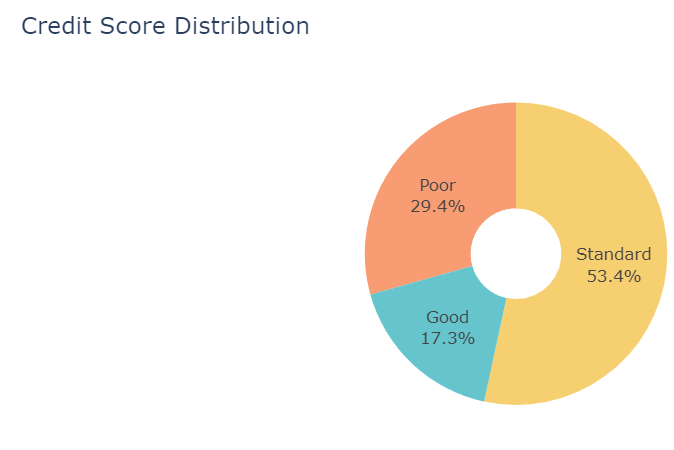 Credit Score Distribution
Poor
29.4%
Standard
53.4%
Good
17.3%